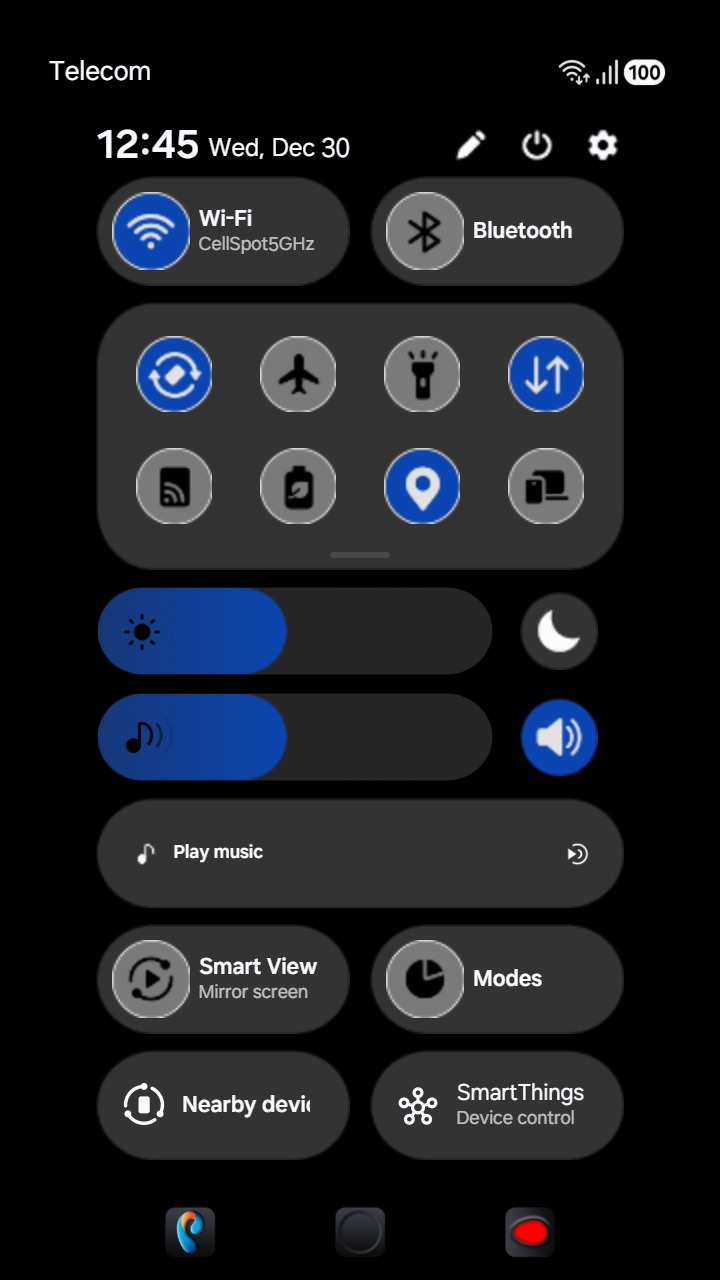 Telecom
100
12:45 Wed, Dec 30
Wi-Fi
CellSpot5GHz
Bluetooth
Play music
Smart View
Mirror screen
Modes
Nearby devi
SmartThings
Device control